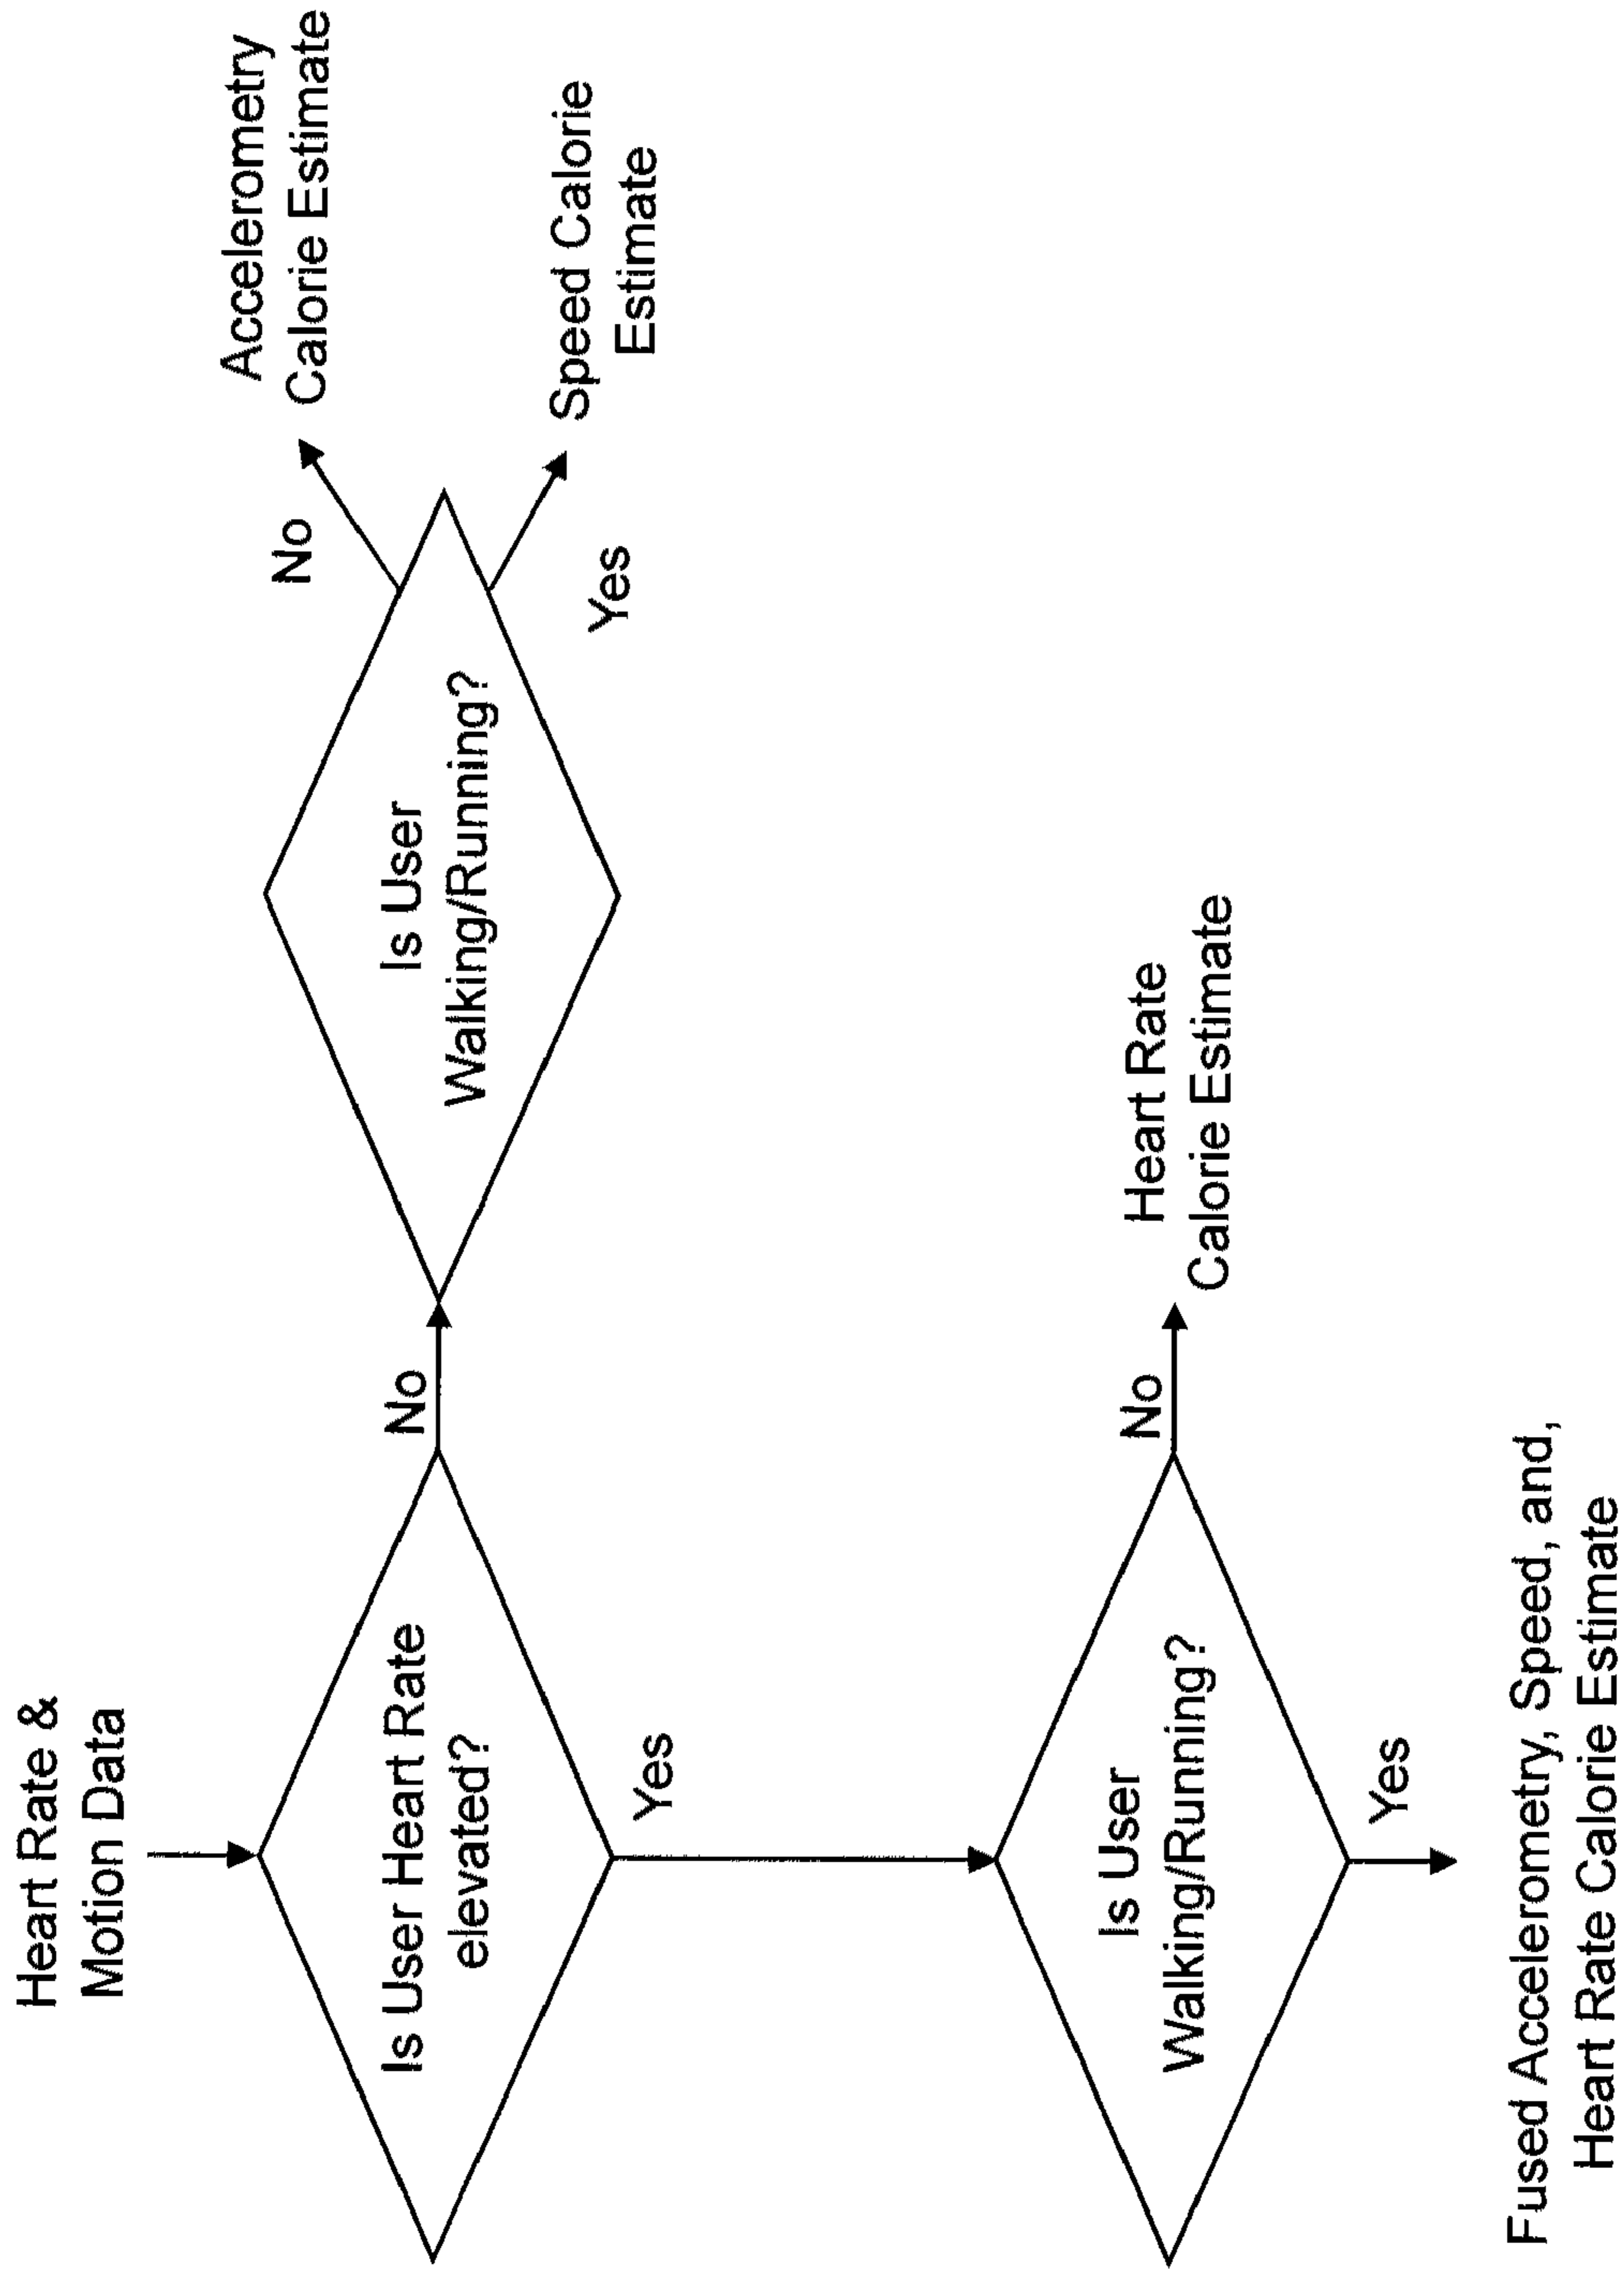 Heart Rate &
Motion Data
Is User Heart Rate
elevated?
No
Is User
Walking/Running?
No
Accelerometry
Calorie Estimate
Yes
Speed Calorie
Estimate
Yes
Is User
Walking/Running?
No
Heart Rate
Calorie Estimate
Yes
Fused Accelerometry, Speed, and,
Heart Rate Calorie Estimate